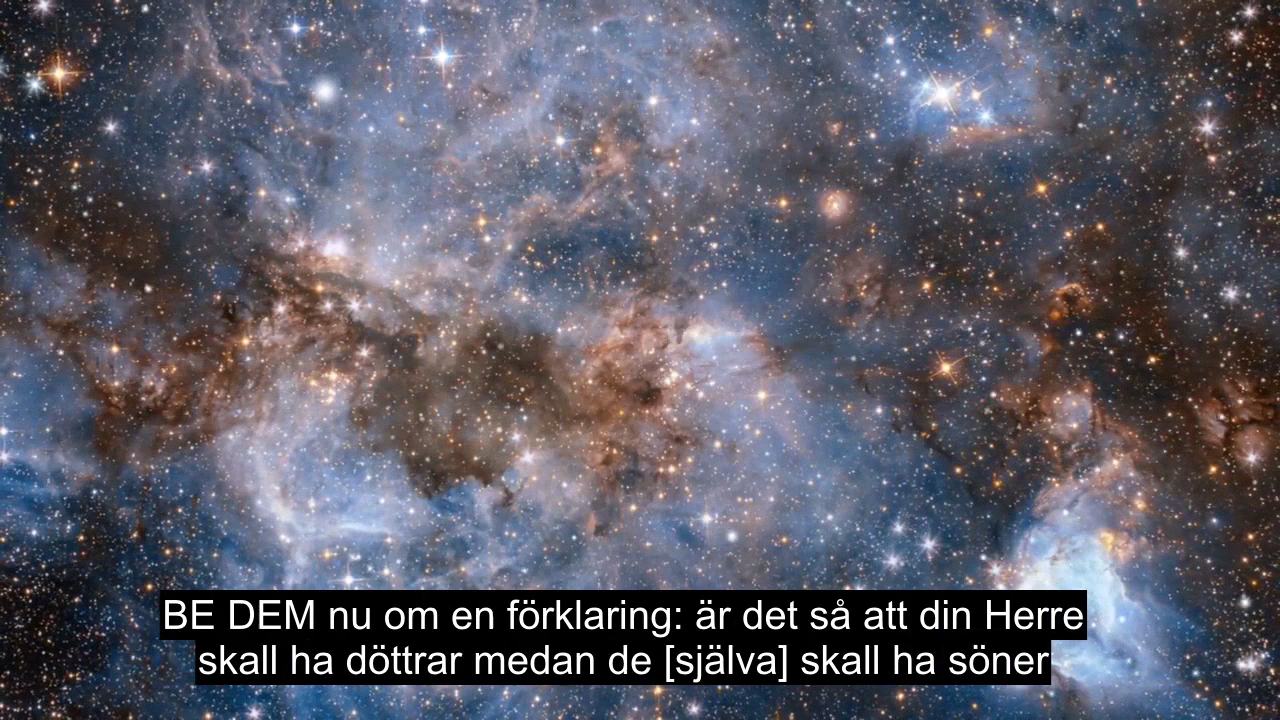 BE DEM nu om en förklaring: är det så att din Herre
skall ha döttrar medan de [själva] skall ha söner